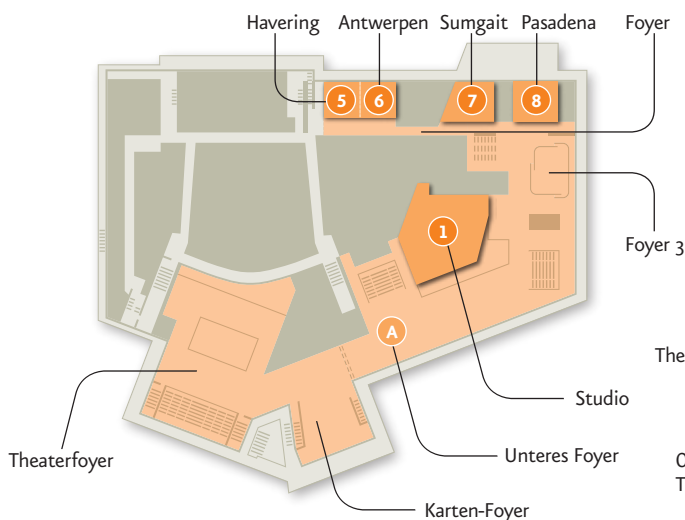 Havering
Antwerpen
Sumgait
Pasadena
Foyer
5
6
7
8
1
Foyer 3
A
The
Studio
Theaterfoyer
Unteres Foyer
Karten-Foyer